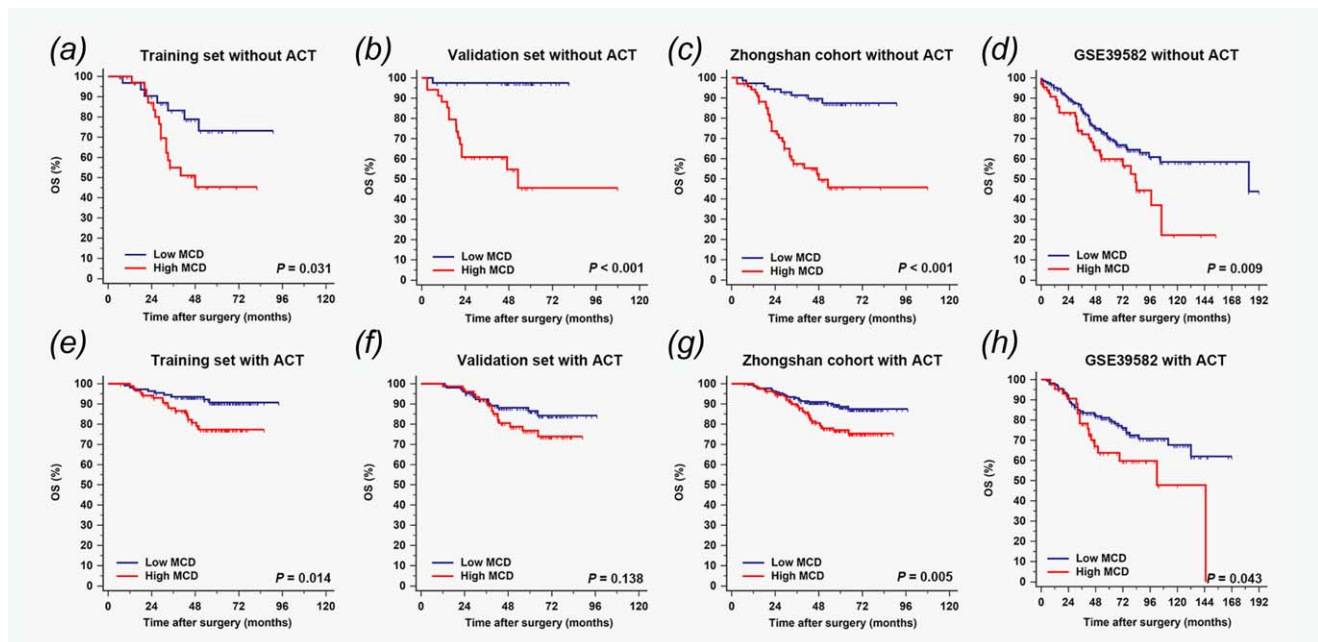 (a) Training set without ACT
100
90
80
70
60
50
40
30
20
10
0
OS (%)
Low MCD
High MCD
P = 0.031
0 24 48 72 96 120
Time after surgery (months)
(b) Validation set without ACT
100
90
80
70
60
50
40
30
20
10
0
OS (%)
Low MCD
High MCD
P < 0.001
0 24 48 72 96 120
Time after surgery (months)
(c) Zhongshan cohort without ACT
100
90
80
70
60
50
40
30
20
10
0
OS (%)
Low MCD
High MCD
P < 0.001
0 24 48 72 96 120
Time after surgery (months)
(d) GSE39582 without ACT
100
90
80
70
60
50
40
30
20
10
0
OS (%)
Low MCD
High MCD
P = 0.009
0 24 48 72 96 120 144 168 192
Time after surgery (months)
(e) Training set with ACT
100
90
80
70
60
50
40
30
20
10
0
OS (%)
Low MCD
High MCD
P = 0.014
0 24 48 72 96 120
Time after surgery (months)
(f) Validation set with ACT
100
90
80
70
60
50
40
30
20
10
0
OS (%)
Low MCD
High MCD
P = 0.138
0 24 48 72 96 120
Time after surgery (months)
(g) Zhongshan cohort with ACT
100
90
80
70
60
50
40
30
20
10
0
OS (%)
Low MCD
High MCD
P = 0.005
0 24 48 72 96 120
Time after surgery (months)
(h) GSE39582 with ACT
100
90
80
70
60
50
40
30
20
10
0
OS (%)
Low MCD
High MCD
P = 0.043
0 24 48 72 96 120 144 168 192
Time after surgery (months)